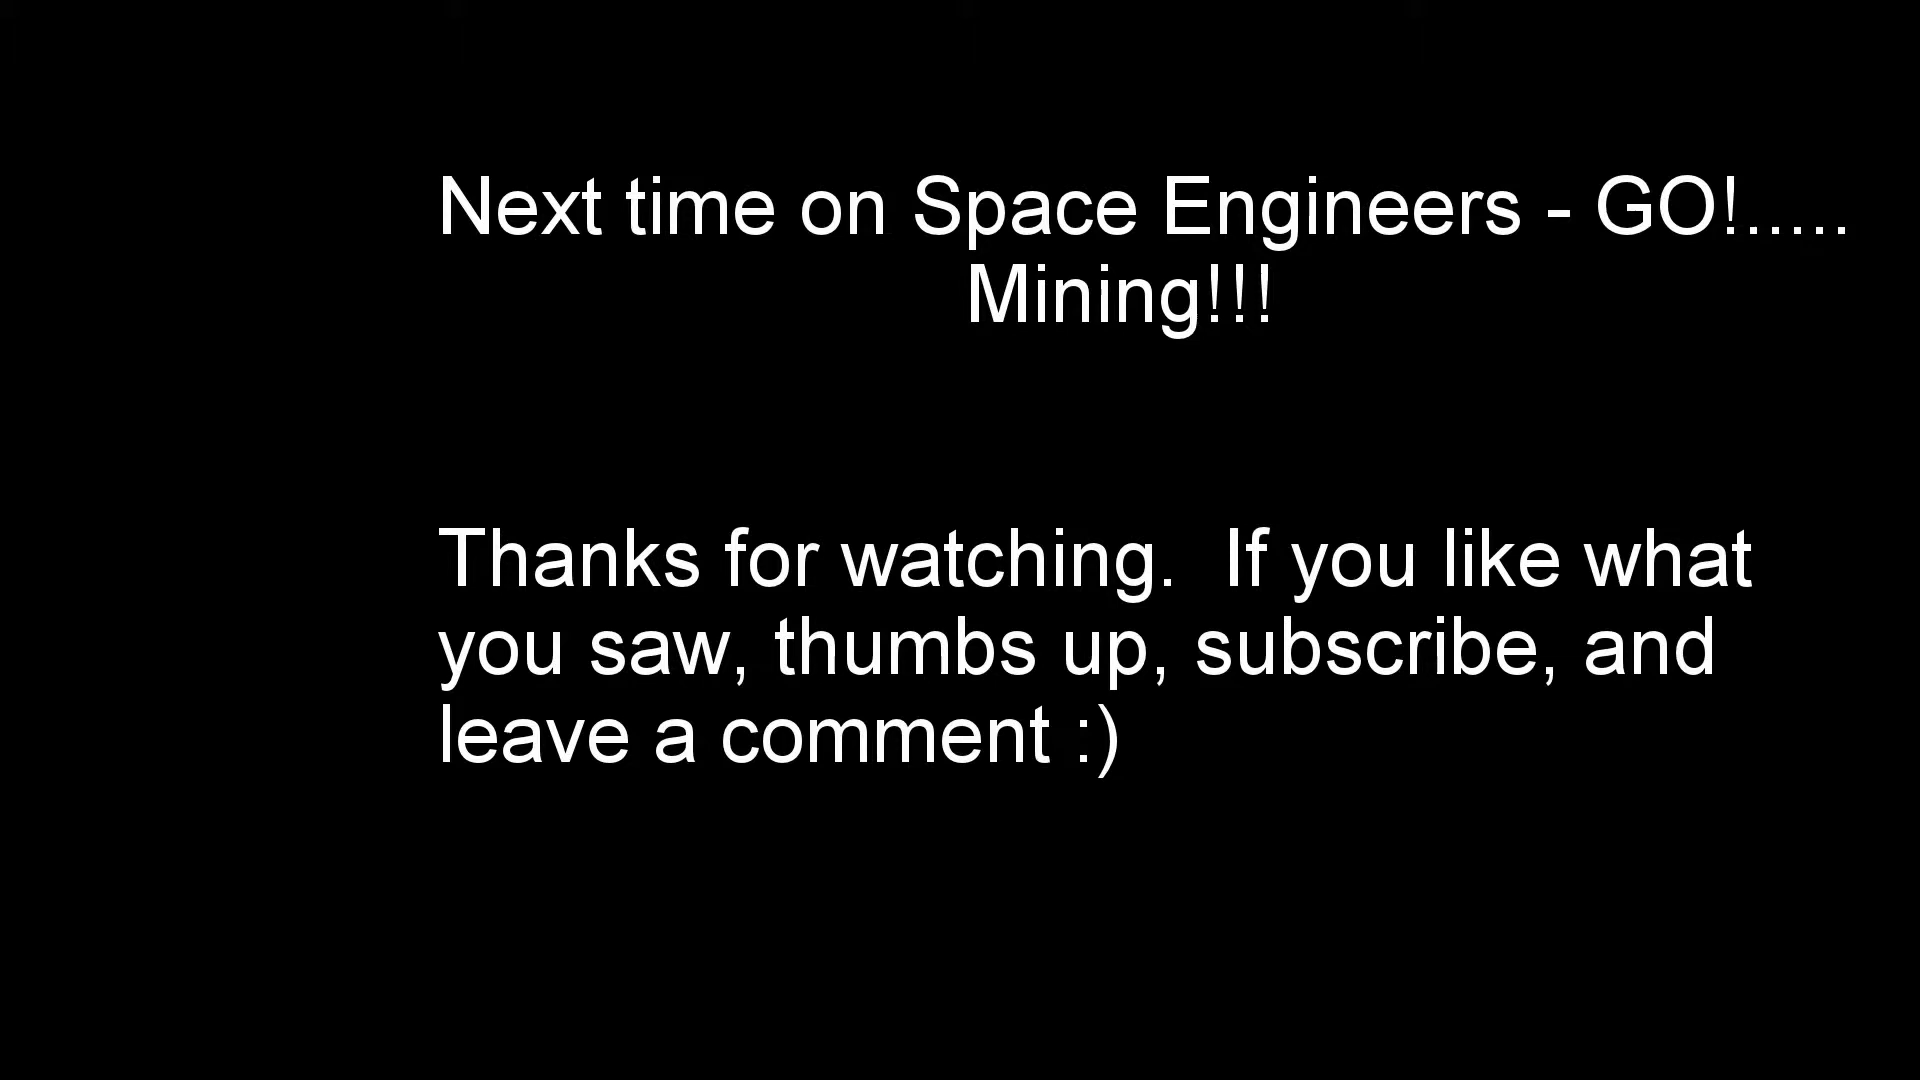 Next time on Space Engineers - GO!.....
Mining!!!
Thanks for watching.  If you like what
you saw, thumbs up, subscribe, and
leave a comment :)